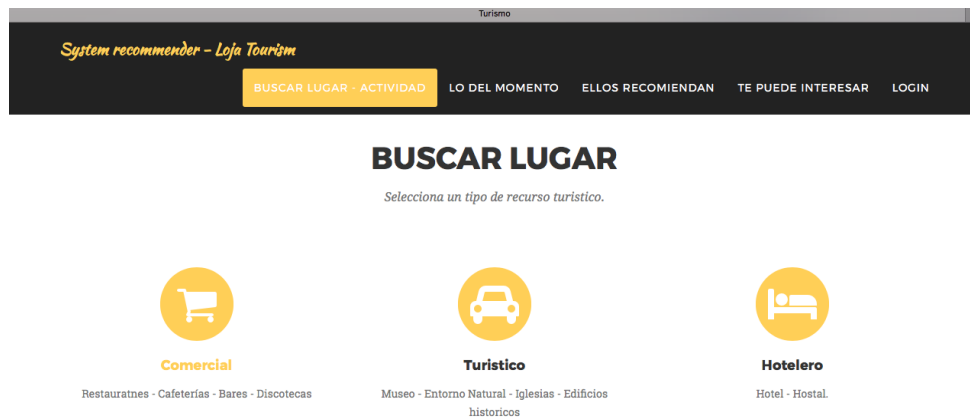 Turismo
System recommender - Loja Tourism
BUSCAR LUGAR - ACTIVIDAD LO DEL MOMENTO ELLOS RECOMIENDAN TE PUEDE INTERESAR LOGIN
BUSCAR LUGAR
Selecciona un tipo de recurso turistico.
Comercial
Restauratnes - Cafeterías - Bares - Discotecas
Turistico
Museo - Entorno Natural - Iglesias - Edificios
historicos
Hotelero
Hotel - Hostal.